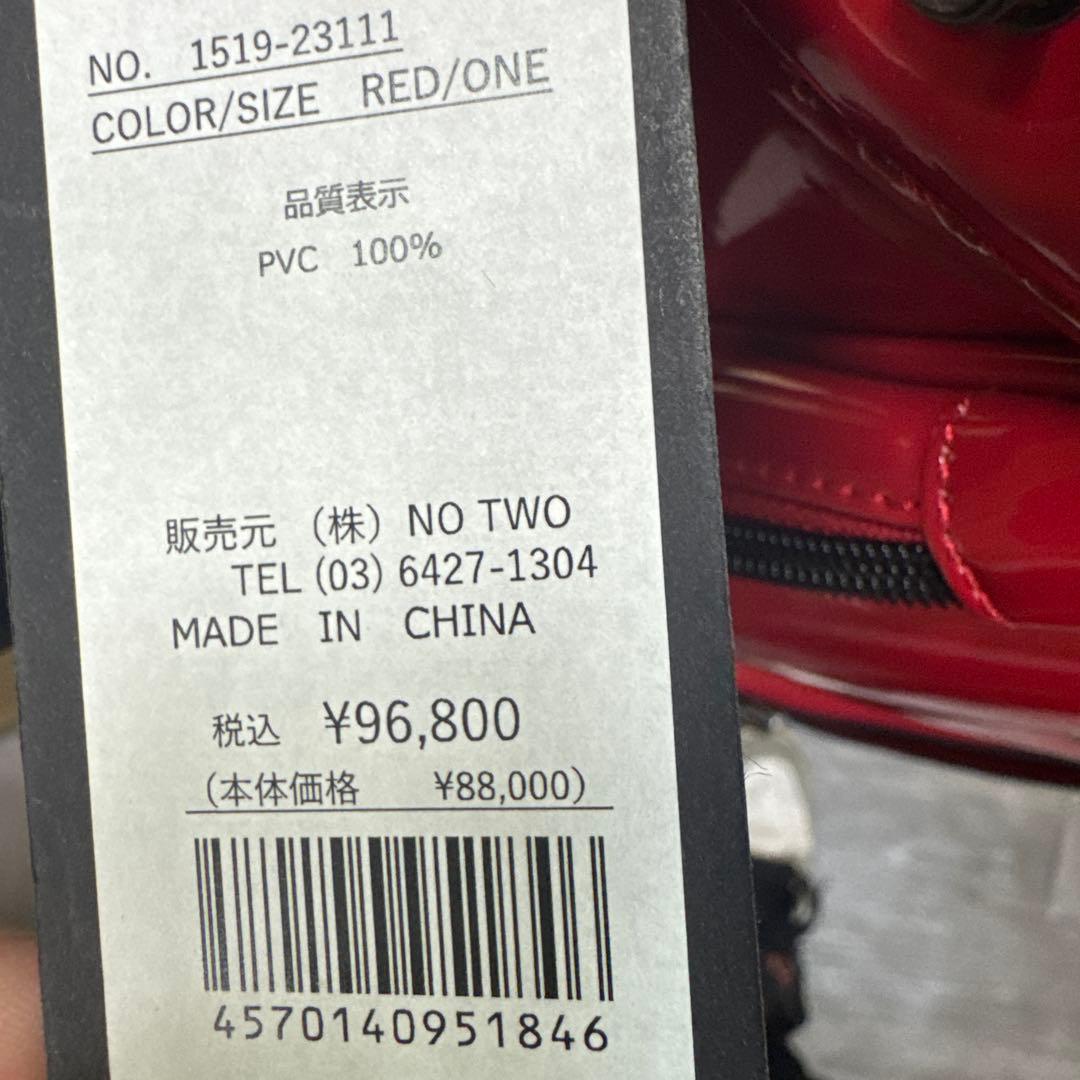 NO. 1519-23111
COLOR/SIZE RED/ONE
品質表示
PVC 100%
販売元 (株) NO TWO
TEL (03) 6427-1304
MADE IN CHINA
税込 ¥96,800
(本体価格 ¥88,000)
4570140951846